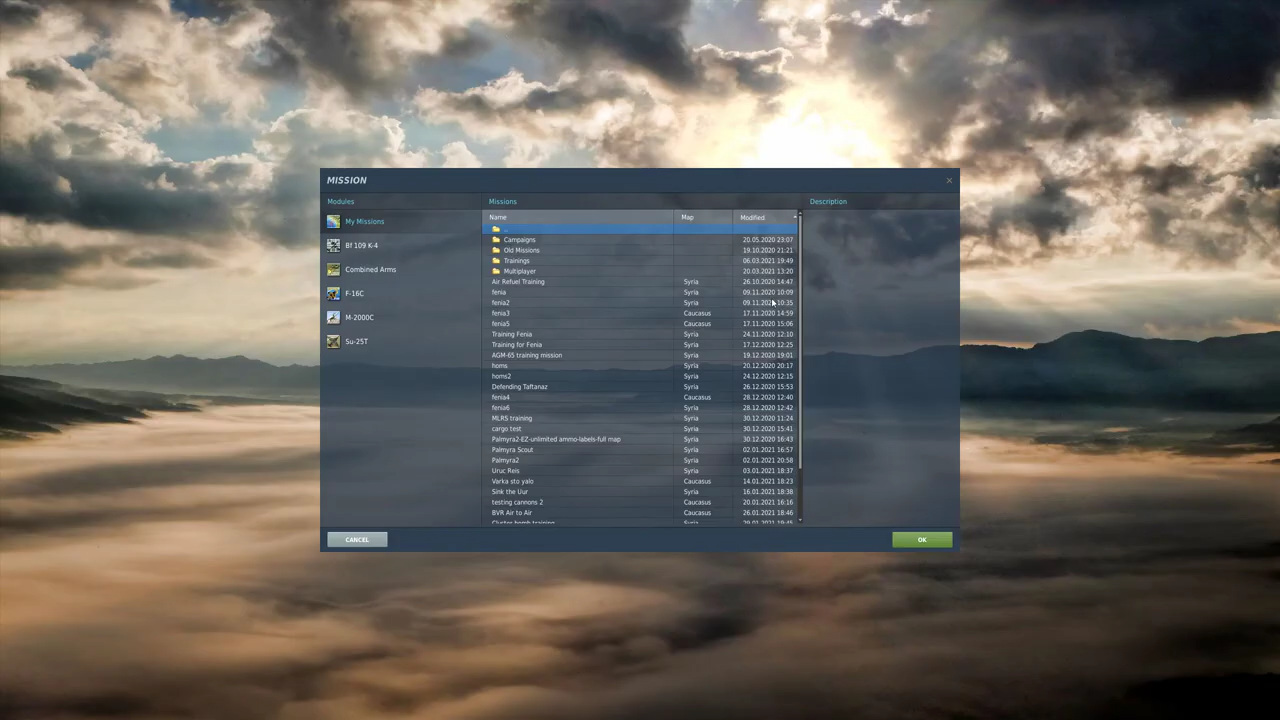 MISSION
Modules Missions Description
My Missions
Bf 109 K-4
Combined Arms
F-16C
M-2000C
Su-25T
Name Map Modified
..
Campaigns 20.05.2020 23:07
Old Missions 19.10.2020 21:21
Trainings 06.03.2021 19:49
Multiplayer 20.03.2021 13:20
Air Refuel Training Syria 26.10.2020 14:47
fenia Syria 09.11.2020 10:09
fenia2 Syria 09.11.2020 10:35
fenia3 Caucasus 17.11.2020 14:59
fenia5 Caucasus 17.11.2020 15:06
Training Fenia Syria 24.11.2020 12:10
Training for Fenia Syria 17.12.2020 12:25
AGM-65 training mission Syria 19.12.2020 19:01
homs Syria 20.12.2020 20:17
homs2 Syria 24.12.2020 12:15
Defending Taftanaz Syria 26.12.2020 15:53
fenia4 Caucasus 28.12.2020 12:40
fenia6 Syria 28.12.2020 12:42
MLRS training Syria 30.12.2020 11:24
cargo test Syria 30.12.2020 15:41
Palmyra2-EZ-unlimited ammo-labels-full map Syria 30.12.2020 16:43
Palmyra Scout Syria 02.01.2021 16:57
Palmyra2 Syria 02.01.2021 20:58
Uruc Reis Syria 03.01.2021 18:37
Varka sto yalo Caucasus 14.01.2021 18:23
Sink the Uur Syria 16.01.2021 18:38
testing cannons 2 Caucasus 20.01.2021 16:16
BVR Air to Air Caucasus 26.01.2021 18:46
Cluster bomb training Syria 29.01.2021 19:45
CANCEL OK